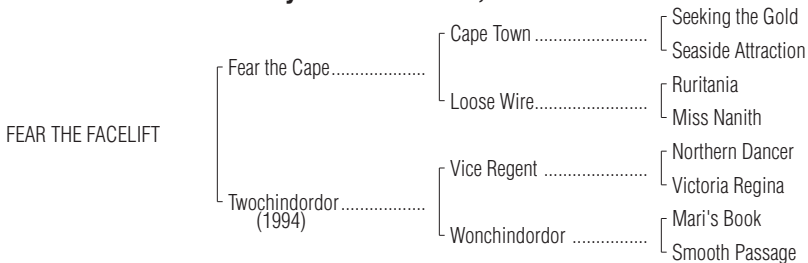 Seeking the Gold
Cape Town ....................
Seaside Attraction
Fear the Cape....................
Ruritania
Loose Wire....................
Miss Nanith
FEAR THE FACELIFT
Northern Dancer
Vice Regent ..................
Victoria Regina
Twochindordor..................
(1994)
Mari's Book
Wonchindordor .............
Smooth Passage